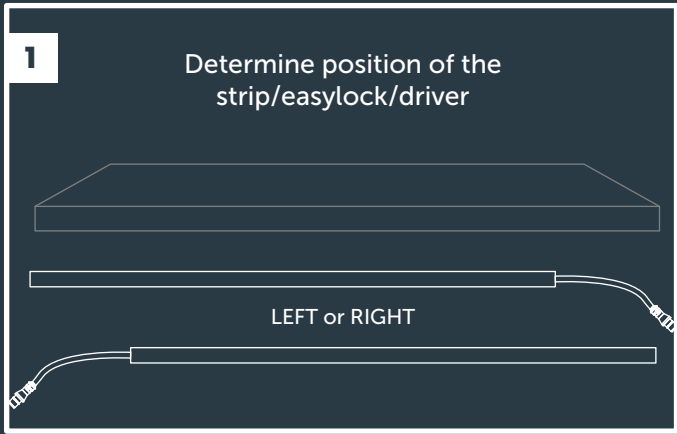 1
Determine position of the
strip/easylock/driver
LEFT or RIGHT